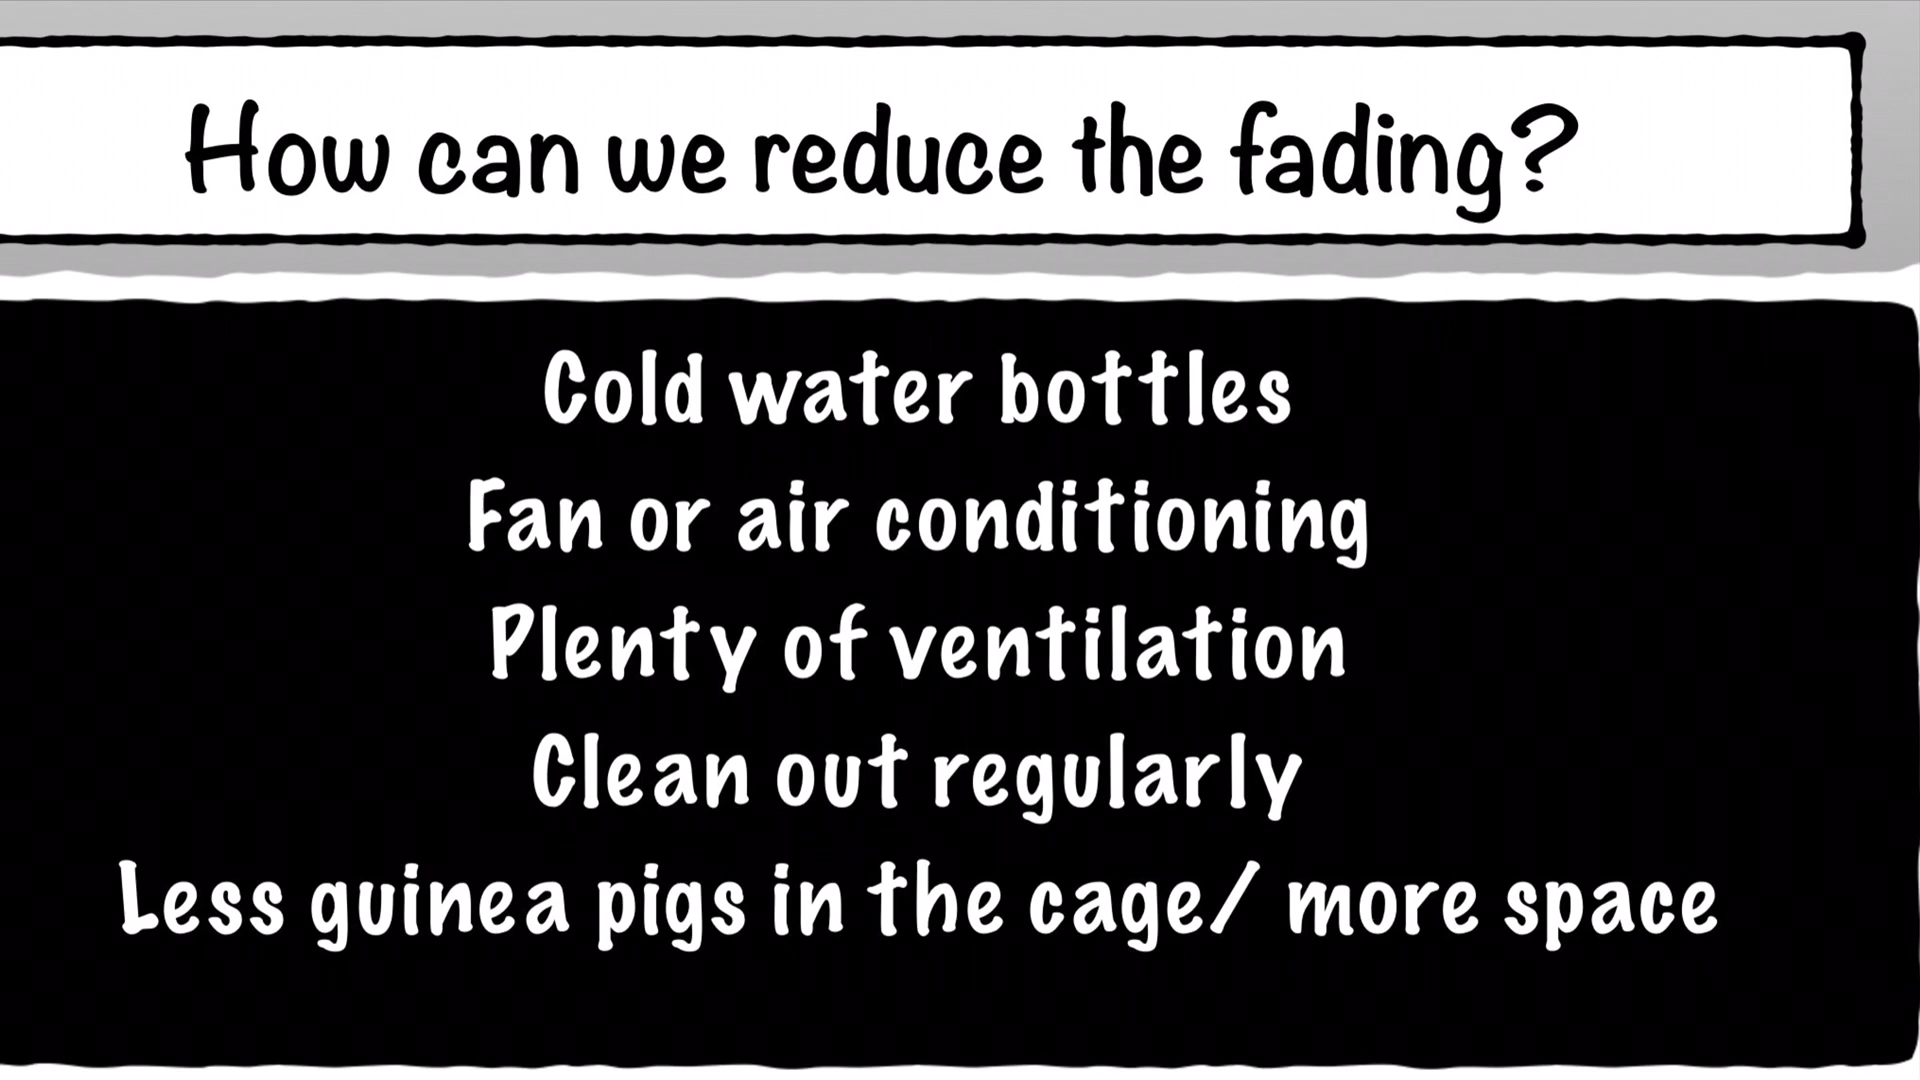 How can we reduce the fading?
Cold water bottles
Fan or air conditioning
Plenty of ventilation
Clean out regularly
Less guinea pigs in the cage/ more space